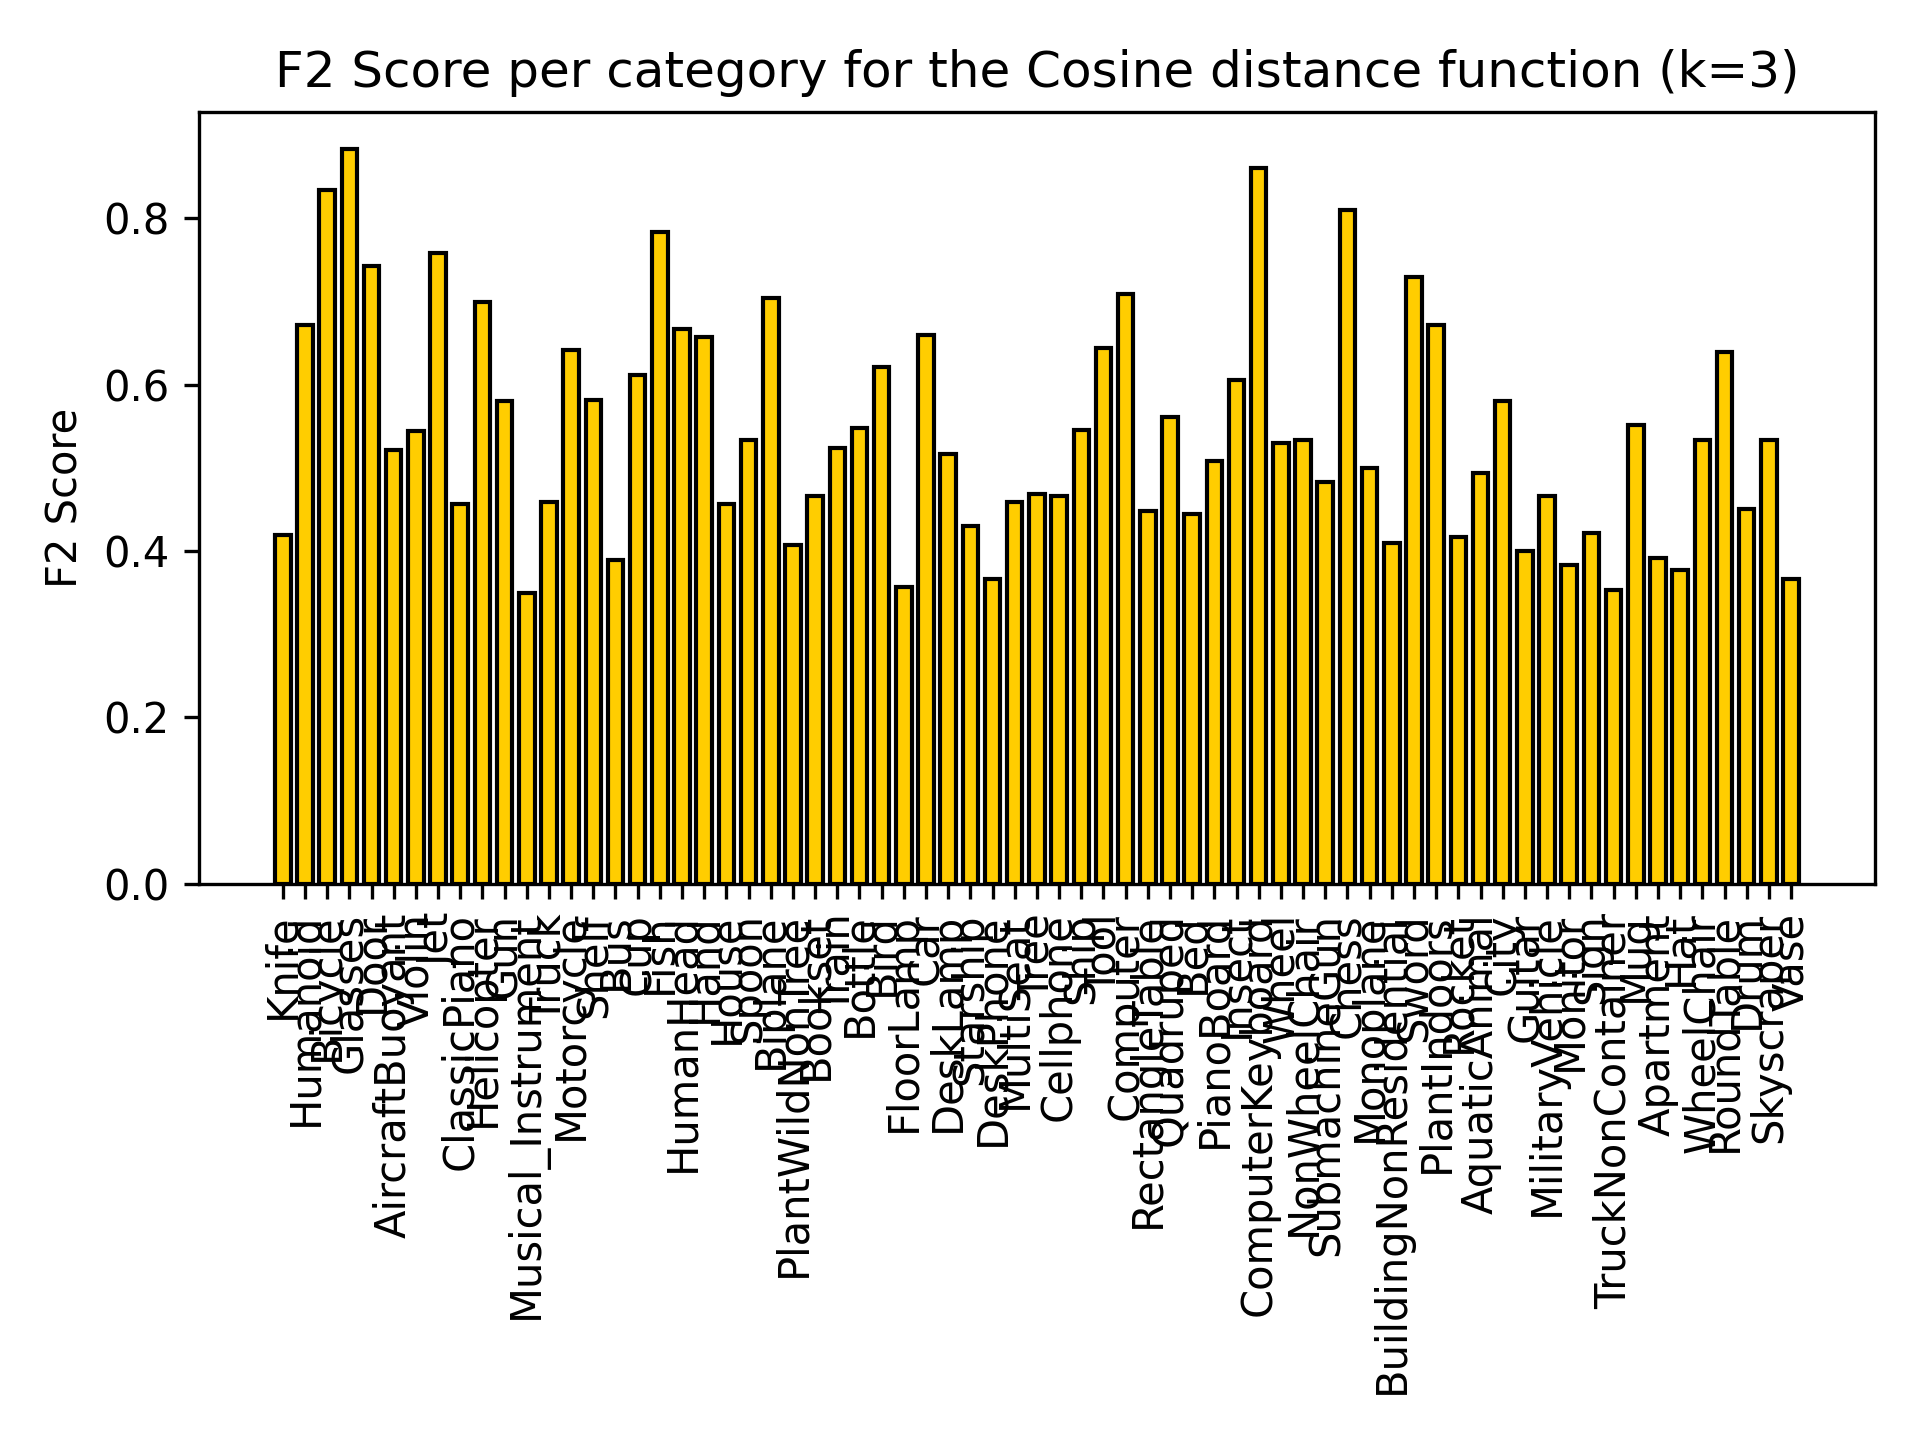 F2 Score per category for the Cosine distance function (k=3)
F2 Score
0.8
0.6
0.4
0.2
0.0
Knife
Humanoid
Bicycle
Glasses
Door
AircraftBuoyant
Violin
Jet
ClassicPiano
Helicopter
Gun
Musical_Instrument
Truck
Motorcycle
Shelf
Bus
Cup
Fish
HumanHead
Hand
House
Spoon
Biplane
PlantWildNonTree
Bookset
Train
Bottle
Bird
FloorLamp
Car
DeskLamp
Starship
DeskPhone
MultiSeat
Tree
Cellphone
Ship
Tool
Computer
RectangleTable
Quadruped
Bed
PianoBoard
Insect
ComputerKeyboard
Wheel
NonWheelChair
SubmachineGun
Chess
Monoplane
BuildingNonResidential
Sword
PlantIndoors
Rocket
AquaticAnimal
City
Guitar
MilitaryVehicle
Monitor
Sign
TruckNonContainer
Mug
Apartment
Hat
WheelChair
RoundTable
Drum
Skyscraper
Vase